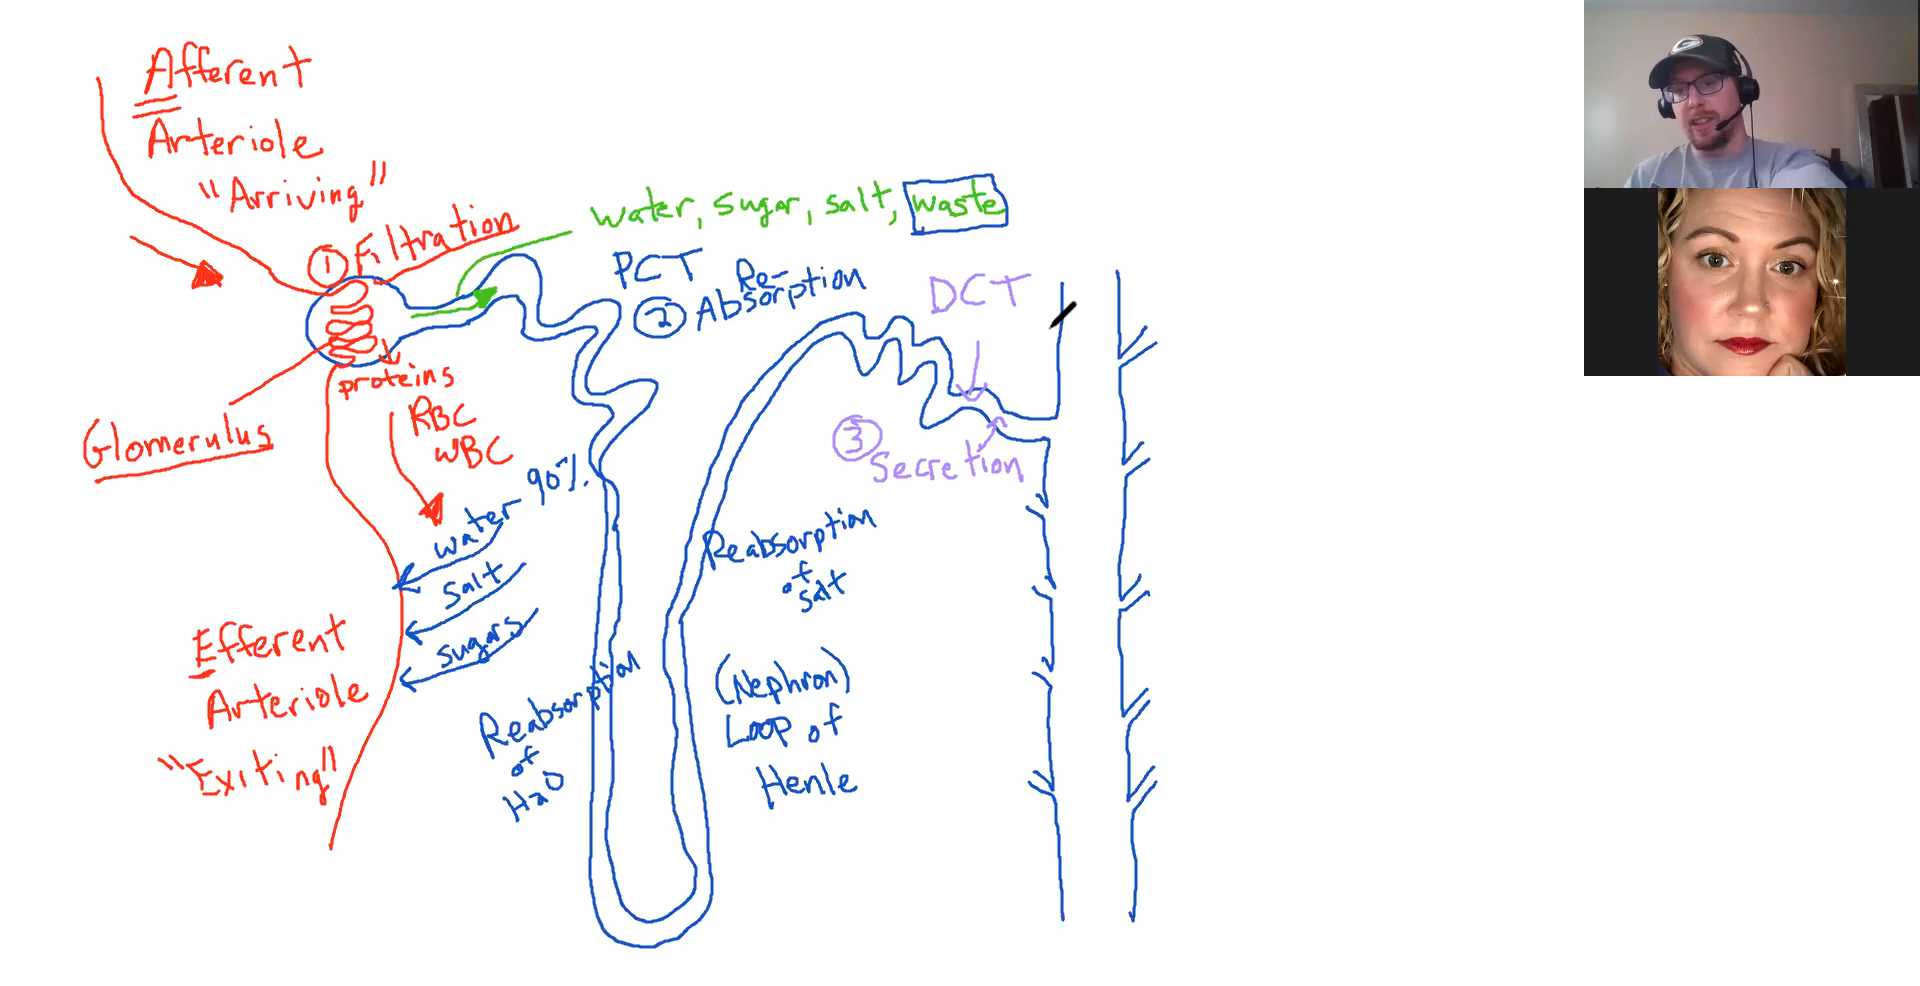 Afferent
Arteriole
"Arriving"
1 Filtration
water, sugar, salt, waste
PCT
2 Re-
Absorption
DCT
proteins
RBC
WBC
Glomerulus
3
Secretion
water 90%
salt
sugars
Reabsorption
of
salt
Efferent
Arteriole
"Exiting"
Reabsorption
of
H2O
(Nephron)
Loop of
Henle